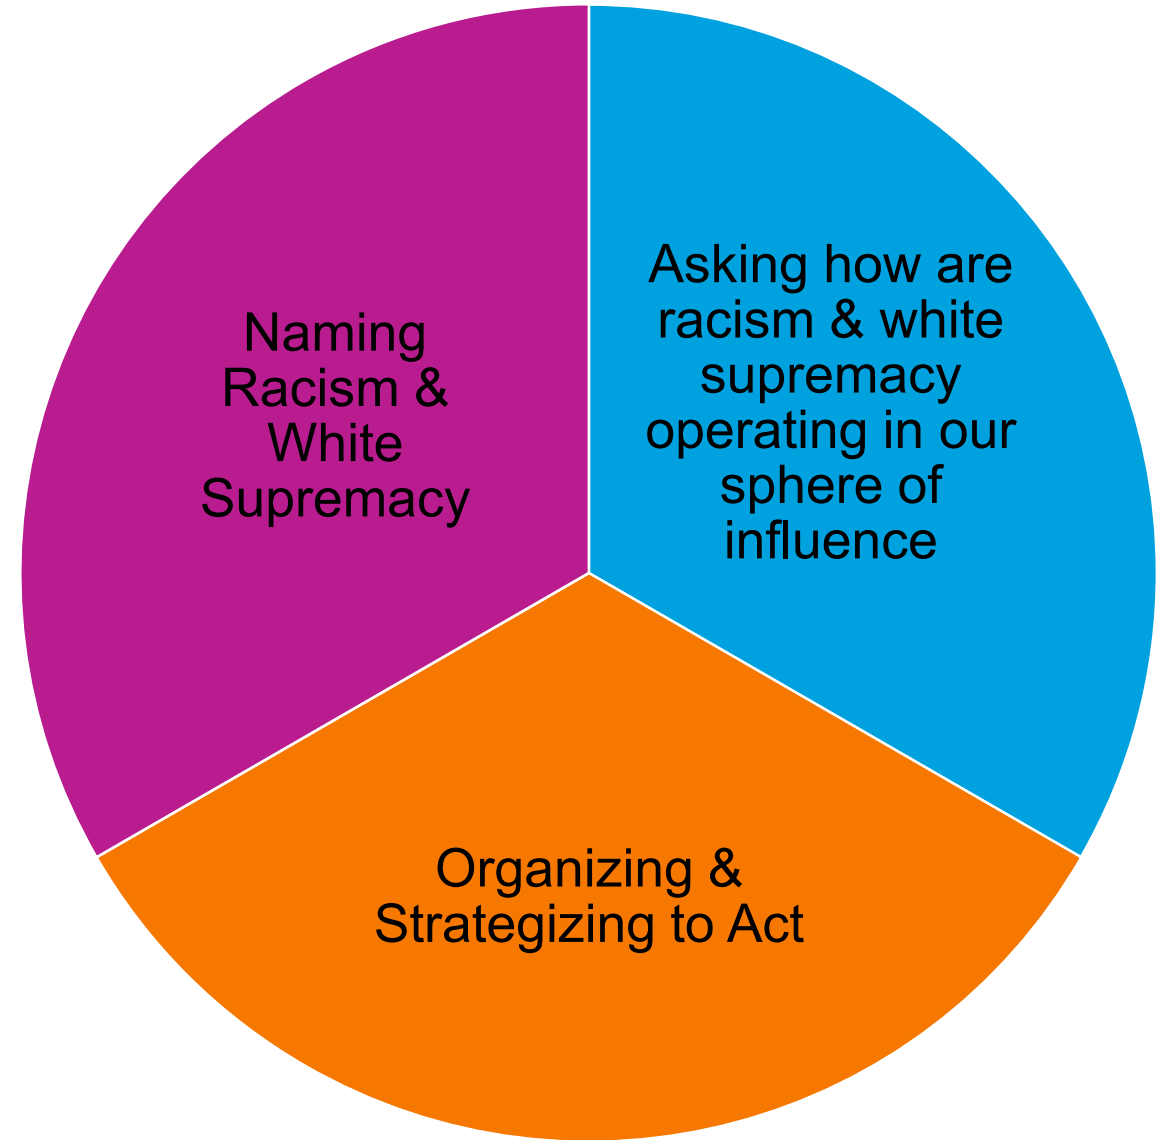 Naming
Racism &
White
Supremacy
Asking how are
racism & white
supremacy
operating in our
sphere of
influence
Organizing &
Strategizing to Act